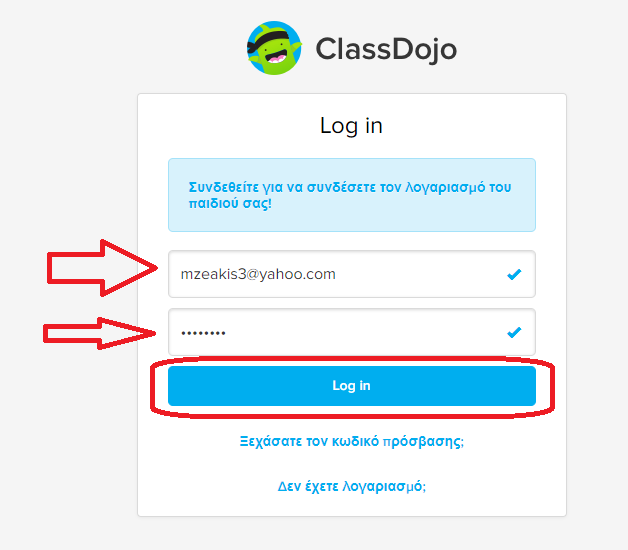 ClassDojo
Log in
Συνδεθείτε για να συνδέσετε τον λογαριασμό του
παιδιού σας!
mzeakis3@yahoo.com
••••••••
Log in
Ξεχάσατε τον κωδικό πρόσβασης;
Δεν έχετε λογαριασμό;